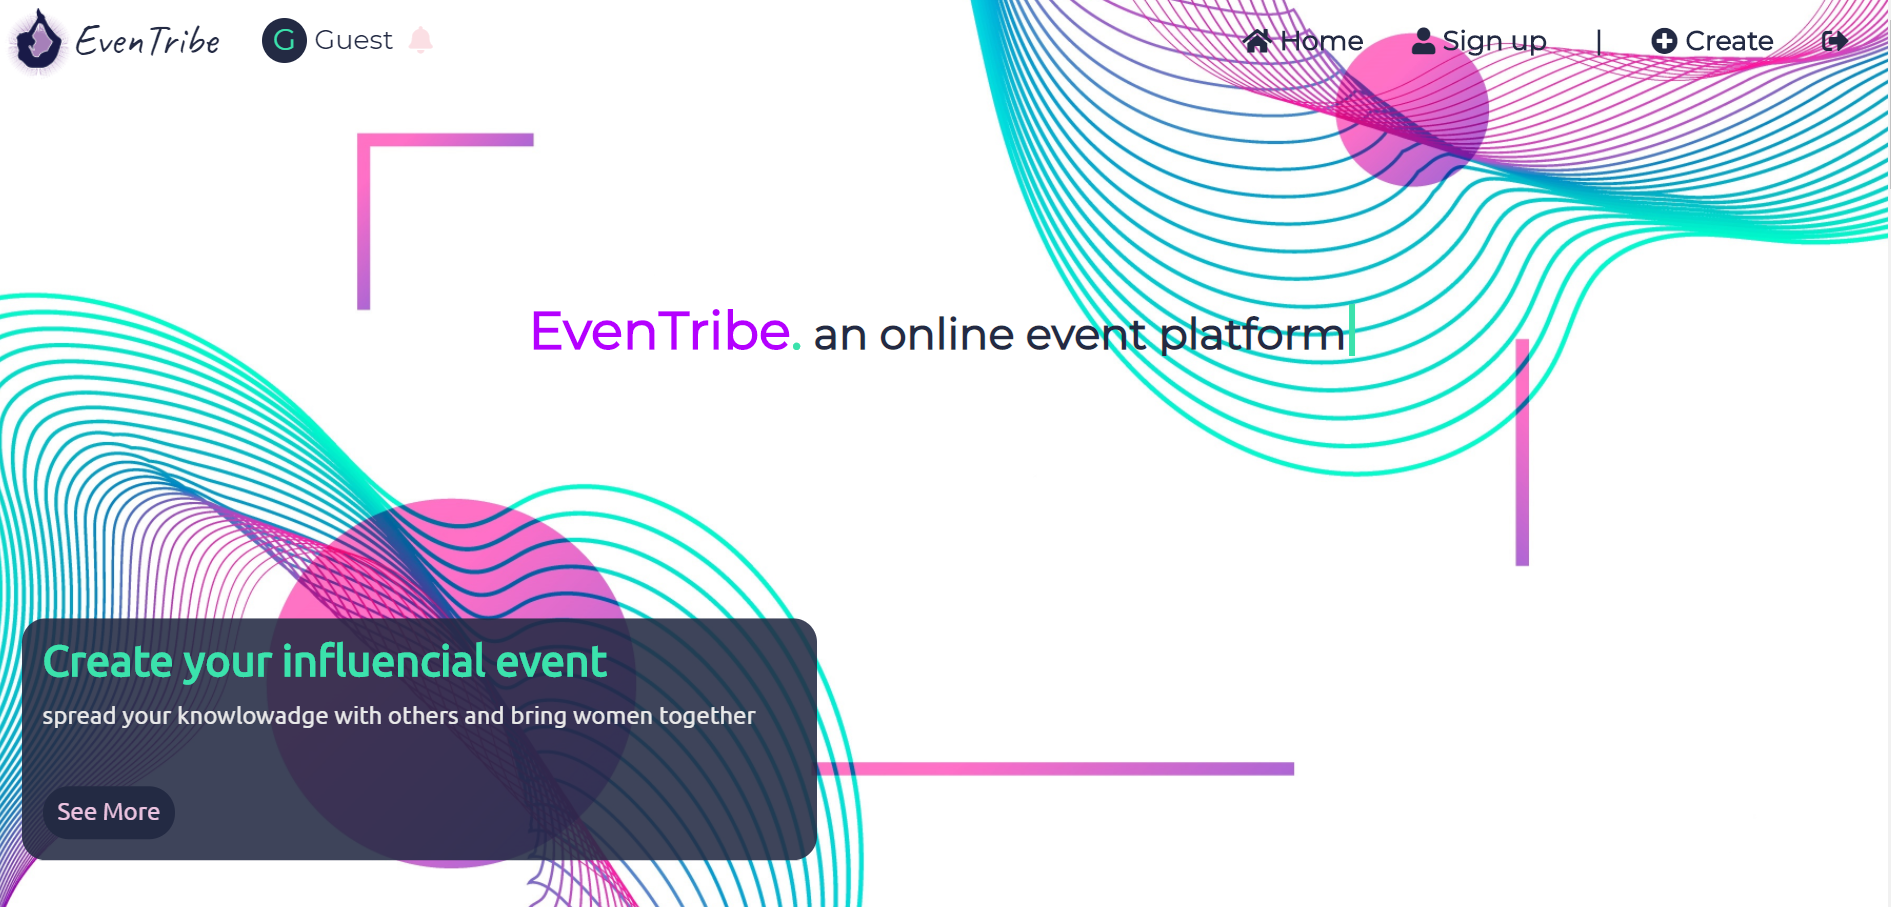 EvenTribe
G Guest
Home Sign up | Create
EvenTribe. an online event platform
Create your influencial event
spread your knowlowadge with others and bring women together
See More